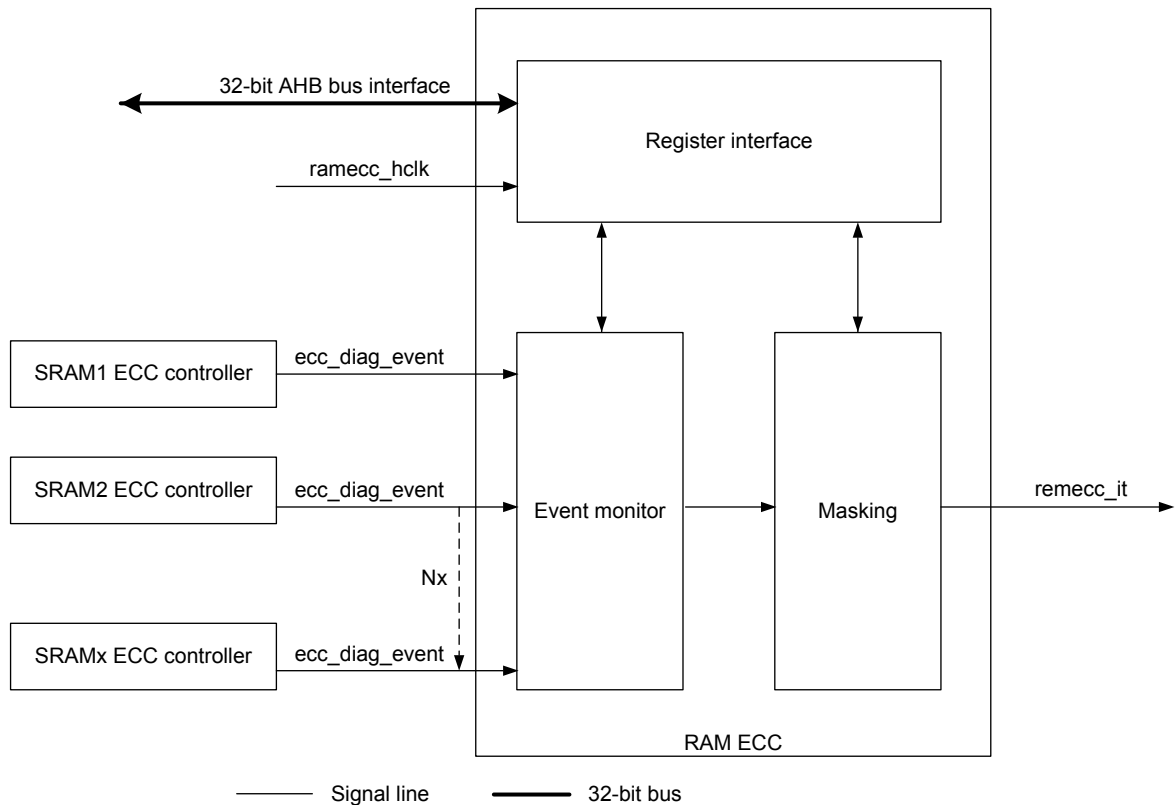 32-bit AHB bus interface
Register interface
ramecc_hclk
SRAM1 ECC controller
ecc_diag_event
SRAM2 ECC controller
ecc_diag_event
Event monitor
Masking
remecc_it
Nx
SRAMx ECC controller
ecc_diag_event
RAM ECC
Signal line
32-bit bus